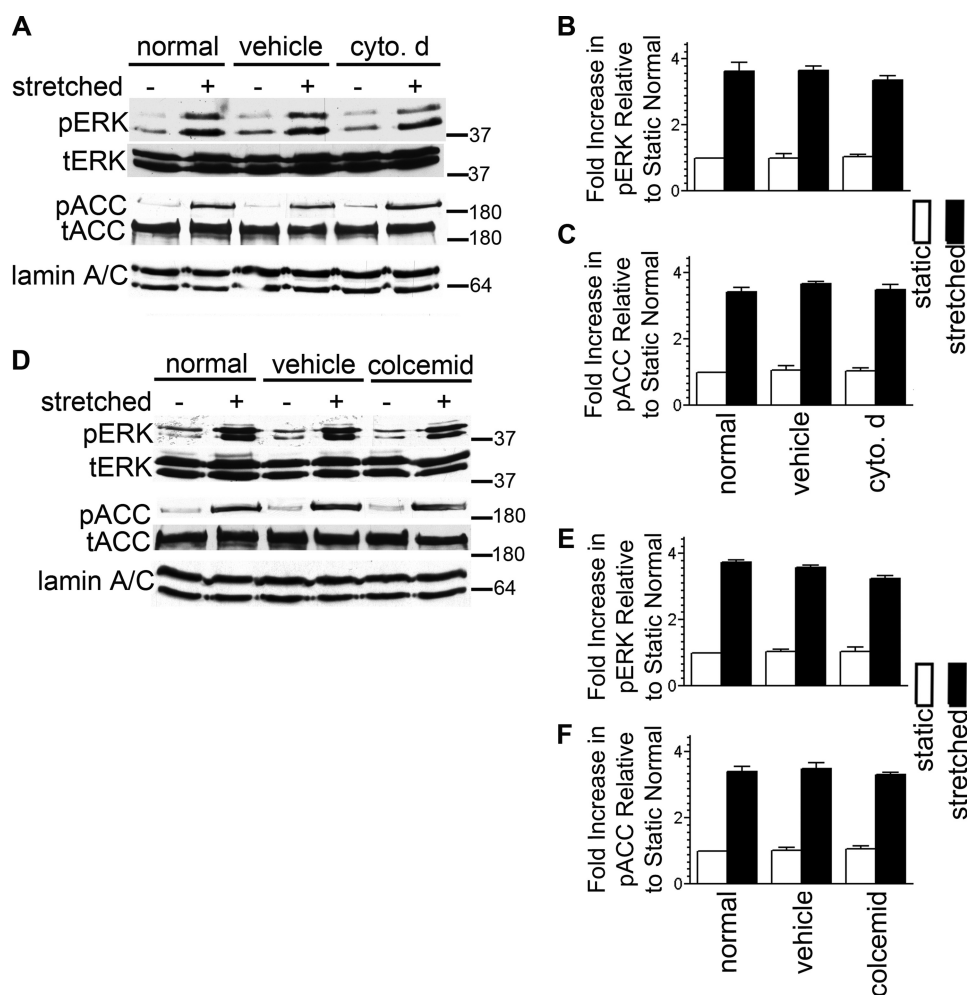 A
normal vehicle cyto. d
stretched - + - + - +
pERK
37
tERK
37
pACC
180
tACC
180
lamin A/C
64
B
Fold Increase in
pERK Relative
to Static Normal
4
2
0
C
Fold Increase in
pACC Relative
to Static Normal
4
2
0
normal
vehicle
cyto. d
static
stretched
D
normal vehicle colcemid
stretched - + - + - +
pERK
37
tERK
37
pACC
180
tACC
180
lamin A/C
64
E
Fold Increase in
pERK Relative
to Static Normal
4
2
0
F
Fold Increase in
pACC Relative
to Static Normal
4
2
0
normal
vehicle
colcemid
static
stretched